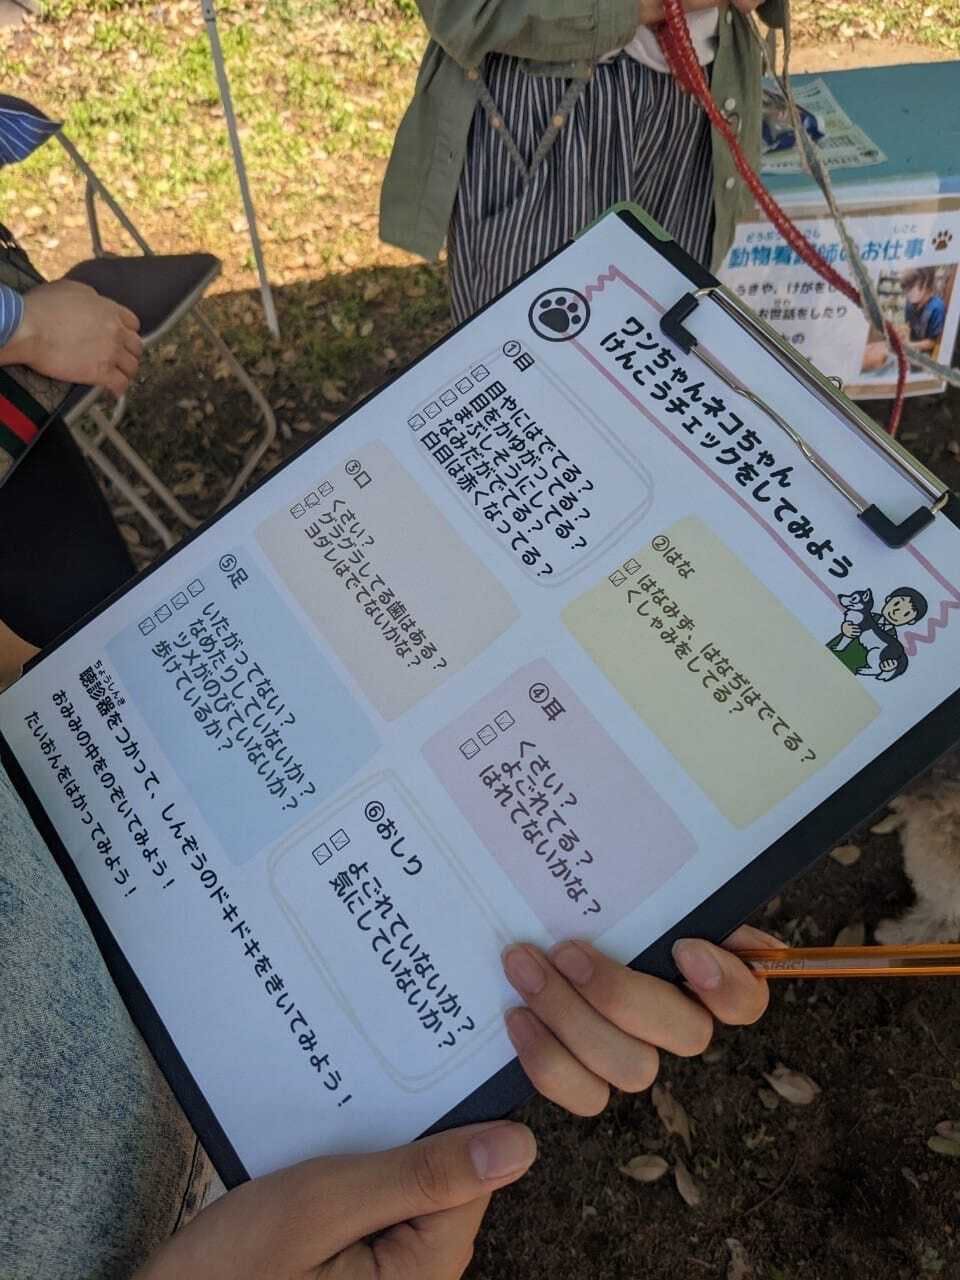 ワンちゃんネコちゃん
けんこうチェックをしてみよう
①目
目やにはでてる？
目をかゆがってる？
まぶしそうにしてる？
なみだがでてる？
白目は赤くなってる？
②はな
はなみず、はなぢはでてる？
くしゃみをしてる？
③口
くさい？
グラグラしてる歯はある？
ヨダレはでてないかな？
④耳
くさい？
よごれてる？
はれてないかな？
⑤足
いたがってない？
なめたりしていないか？
ツメがのびていないか？
歩けているか？
⑥おしり
よごれていないか？
気にしていないか？
ちょうしんき
聴診器をつかって、しんぞうのドキドキをきいてみよう！
おみみの中をのぞいてみよう！
たいおんをはかってみよう！
どうぶつ しごと
動物看護師のお仕事
うきや、けがをし
お世話をしたり